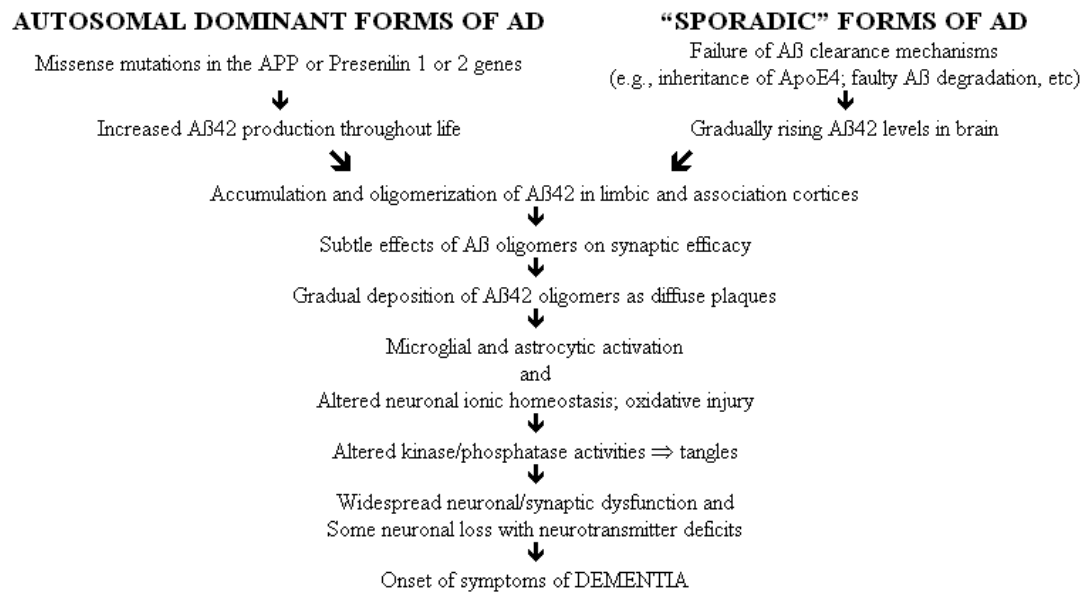 AUTOSOMAL DOMINANT FORMS OF AD
Missense mutations in the APP or Presenilin 1 or 2 genes
Increased Aß42 production throughout life
“SPORADIC” FORMS OF AD
Failure of Aß clearance mechanisms
(e.g., inheritance of ApoE4; faulty Aß degradation, etc)
Gradually rising Aß42 levels in brain
Accumulation and oligomerization of Aß42 in limbic and association cortices
Subtle effects of Aß oligomers on synaptic efficacy
Gradual deposition of Aß42 oligomers as diffuse plaques
Microglial and astrocytic activation
and
Altered neuronal ionic homeostasis; oxidative injury
Altered kinase/phosphatase activities ⇒ tangles
Widespread neuronal/synaptic dysfunction and
Some neuronal loss with neurotransmitter deficits
Onset of symptoms of DEMENTIA